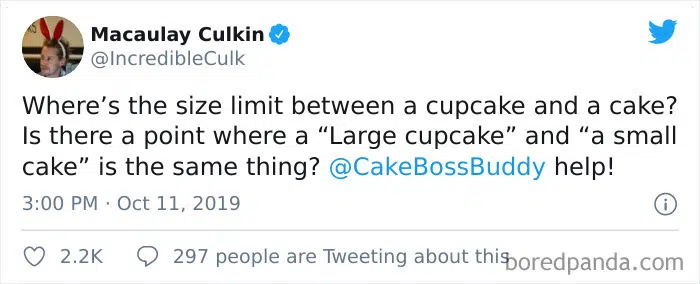 Macaulay Culkin
@IncredibleCulk
Where’s the size limit between a cupcake and a cake?
Is there a point where a “Large cupcake” and “a small
cake” is the same thing? @CakeBossBuddy help!
3:00 PM · Oct 11, 2019
2.2K 297 people are Tweeting about this
boredpanda.com